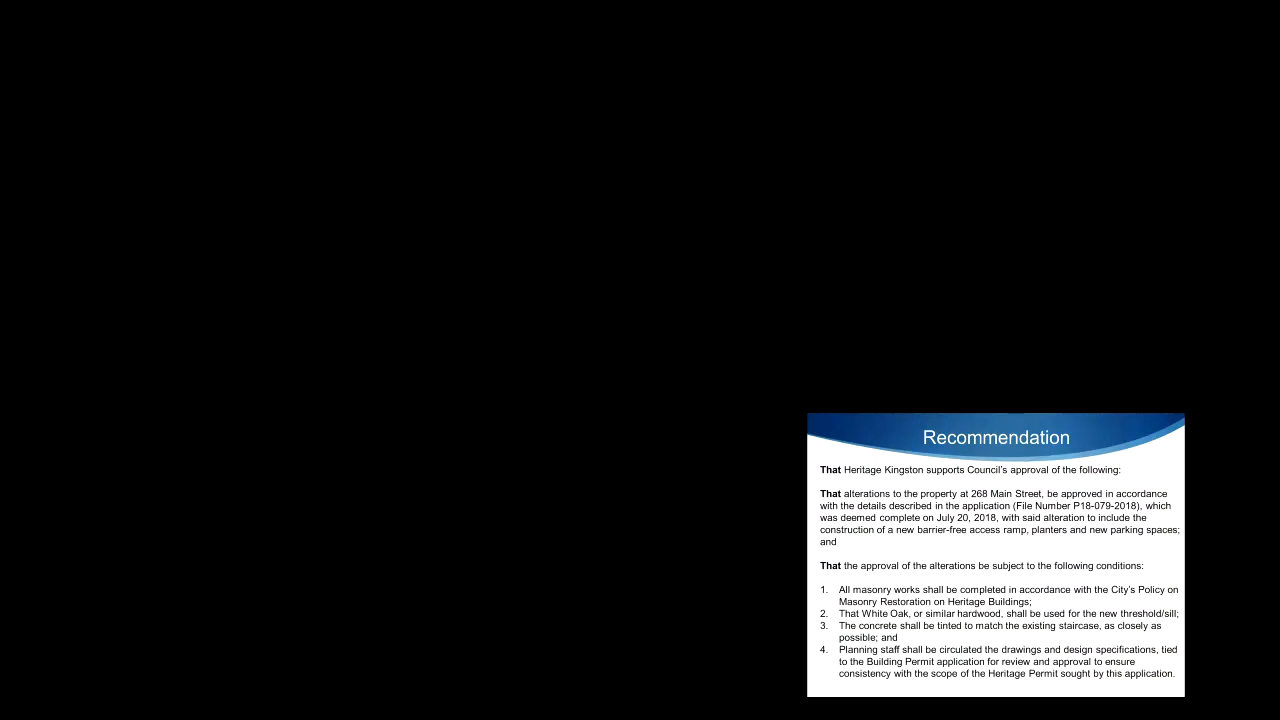 Recommendation
That Heritage Kingston supports Council’s approval of the following:
That alterations to the property at 268 Main Street, be approved in accordance
with the details described in the application (File Number P18-079-2018), which
was deemed complete on July 20, 2018, with said alteration to include the
construction of a new barrier-free access ramp, planters and new parking spaces;
and
That the approval of the alterations be subject to the following conditions:
1. All masonry works shall be completed in accordance with the City’s Policy on
Masonry Restoration on Heritage Buildings;
2. That White Oak, or similar hardwood, shall be used for the new threshold/sill;
3. The concrete shall be tinted to match the existing staircase, as closely as
possible; and
4. Planning staff shall be circulated the drawings and design specifications, tied
to the Building Permit application for review and approval to ensure
consistency with the scope of the Heritage Permit sought by this application.